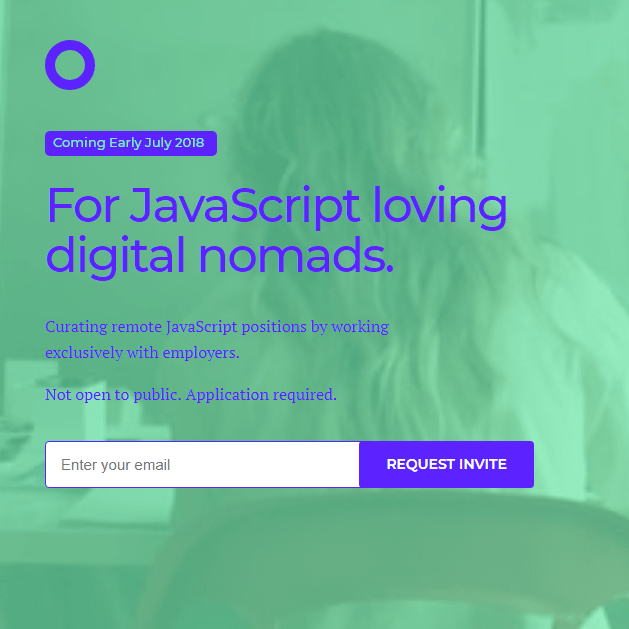 Coming Early July 2018
For JavaScript loving
digital nomads.
Curating remote JavaScript positions by working
exclusively with employers.
Not open to public. Application required.
Enter your email
REQUEST INVITE